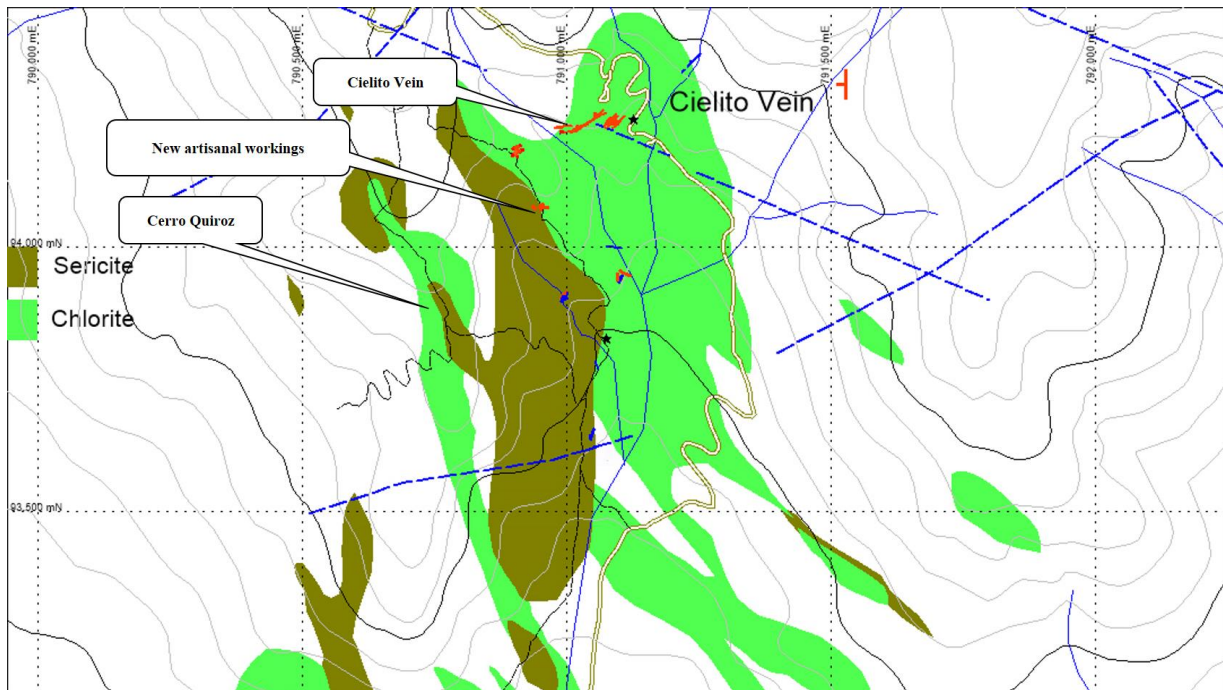 790.000 mE
790.500 mE
791.000 mE
791.500 mE
792.000 mE
Cielito Vein
Cielito Vein
New artisanal workings
Cerro Quiroz
94.000 mN
Sericite
Chlorite
93.500 mN